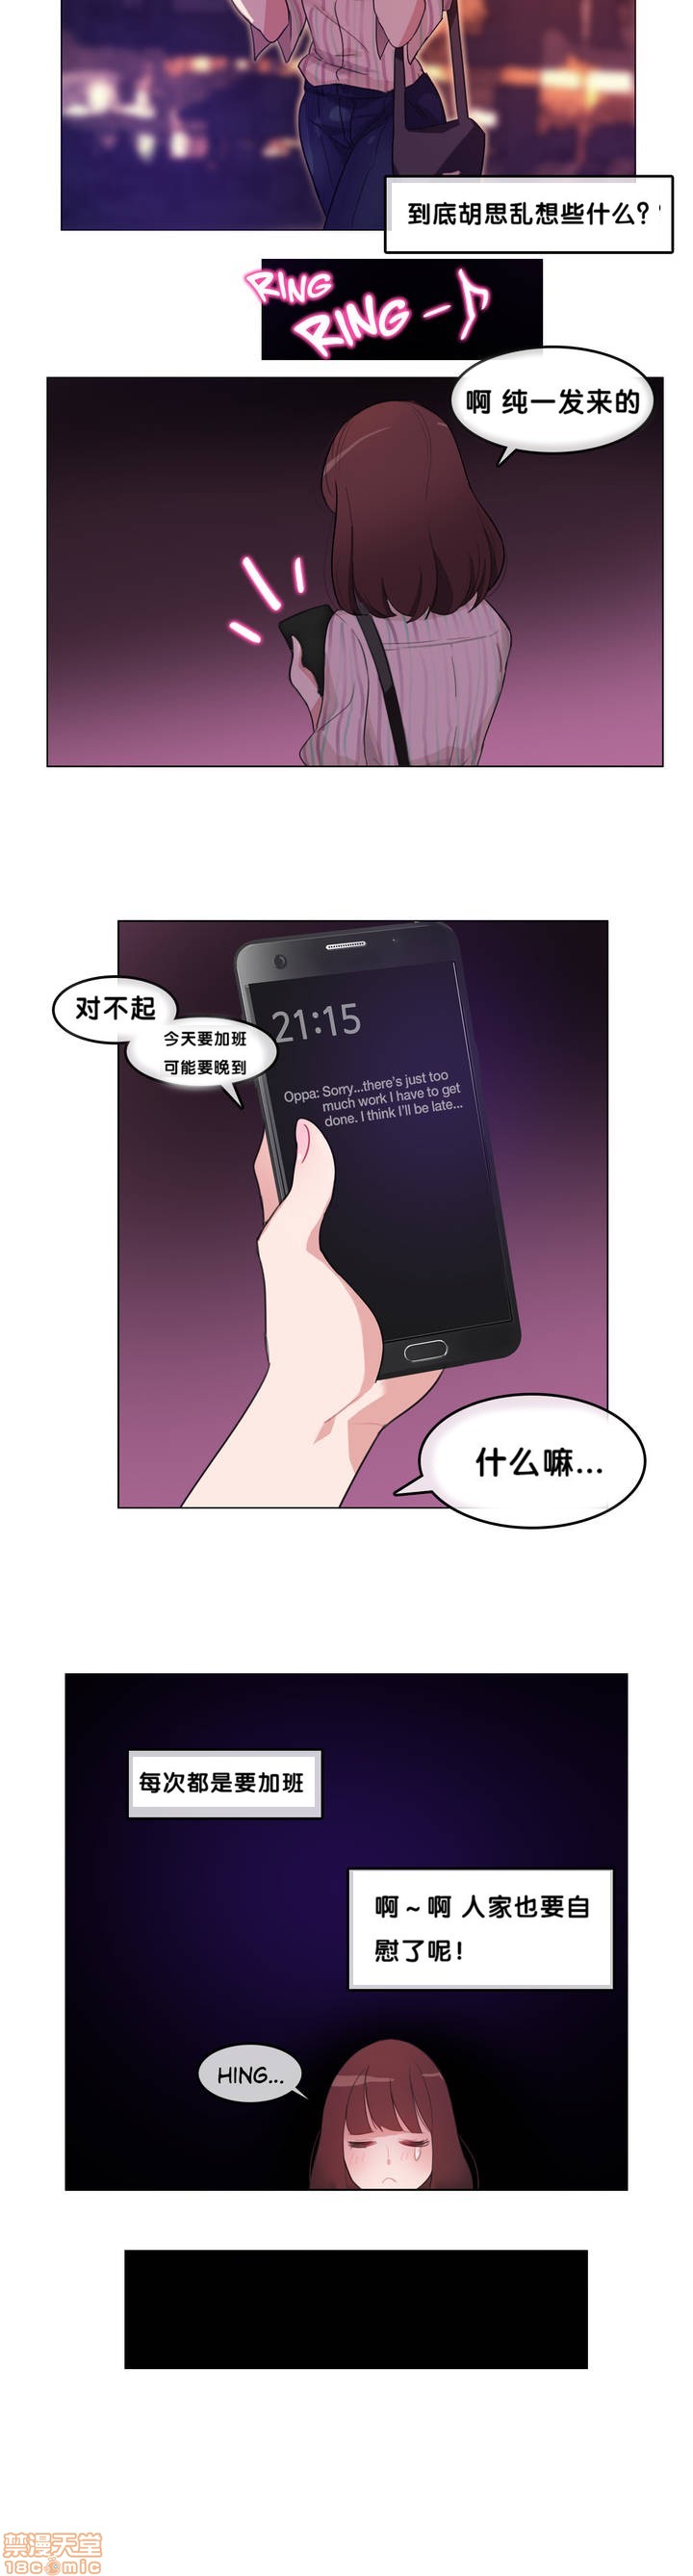 到底胡思乱想些什么?
RING
RING-♪
啊 纯一发来的
对不起
今天要加班
可能要晚到
21:15
Oppa: Sorry...there's just too
much work I have to get
done. I think I'll be late...
什么嘛...
每次都是要加班
啊～啊 人家也要自
慰了呢!
HING...
禁漫天堂
18comic